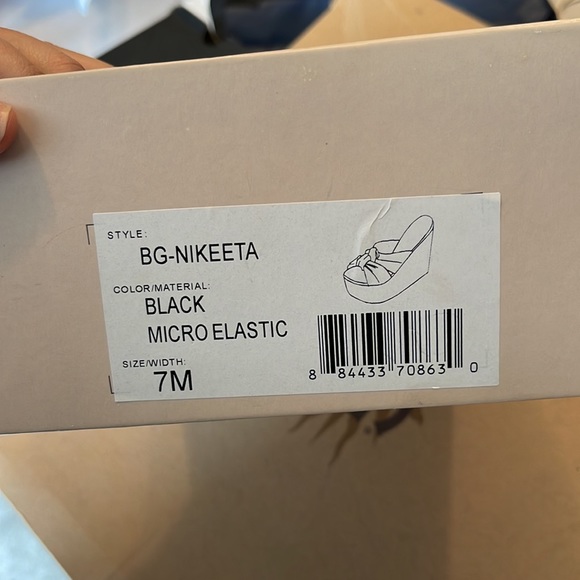 STYLE:
BG-NIKEETA
COLOR/MATERIAL:
BLACK
MICRO ELASTIC
SIZE/WIDTH:
7M
8 84433 70863 0